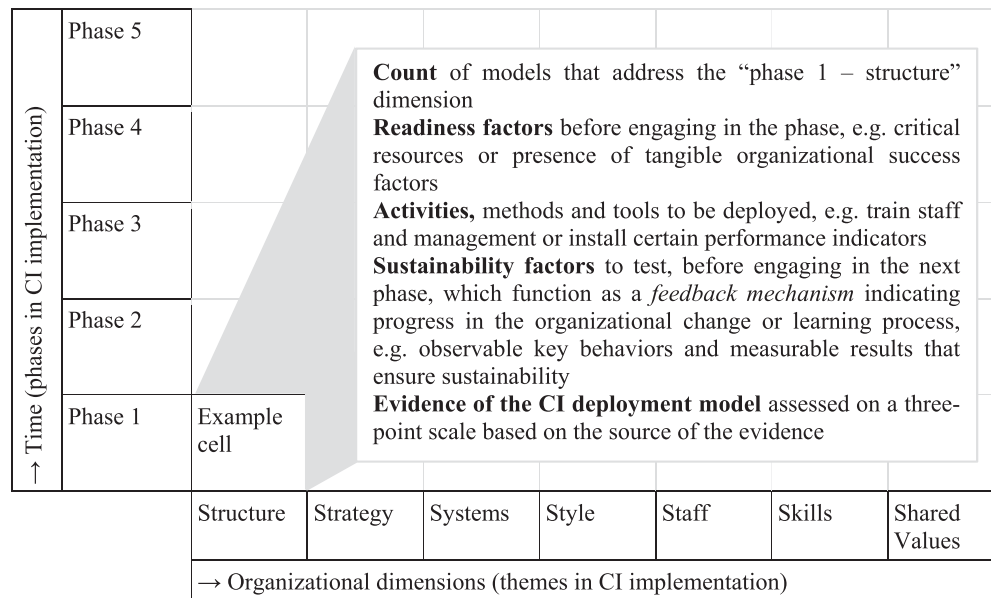 → Time (phases in CI implementation)
Phase 5
Phase 4
Phase 3
Phase 2
Phase 1
Example
cell
Count of models that address the “phase 1 – structure”
dimension
Readiness factors before engaging in the phase, e.g. critical
resources or presence of tangible organizational success
factors
Activities, methods and tools to be deployed, e.g. train staff
and management or install certain performance indicators
Sustainability factors to test, before engaging in the next
phase, which function as a feedback mechanism indicating
progress in the organizational change or learning process,
e.g. observable key behaviors and measurable results that
ensure sustainability
Evidence of the CI deployment model assessed on a three-
point scale based on the source of the evidence
Structure
Strategy
Systems
Style
Staff
Skills
Shared
Values
→ Organizational dimensions (themes in CI implementation)